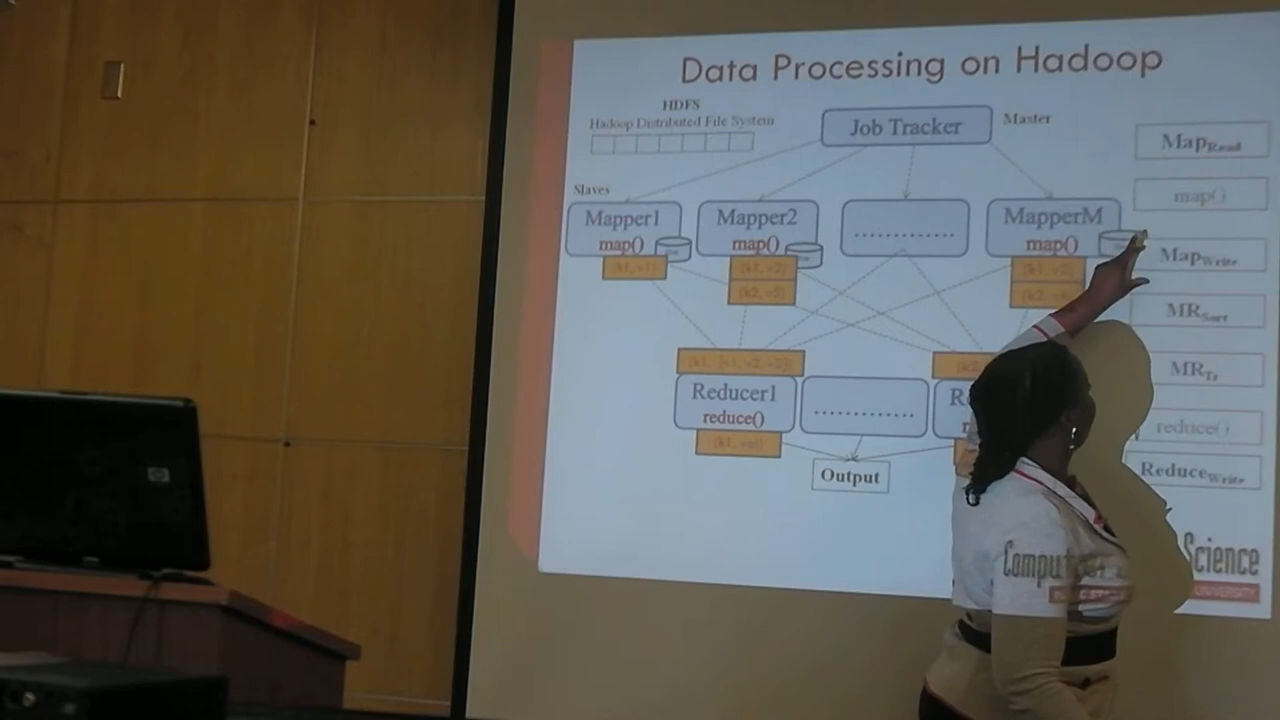 Data Processing on Hadoop
HDFS
Hadoop Distributed File System
Job Tracker
Master
Slaves
Mapper1
map()
Mapper2
map()
.............
MapperM
map()
Reducer1
reduce()
.............
Output
MapRead
map()
MapWrite
MRSort
MRTr
reduce()
ReduceWrite
Science
UNIVERSITY